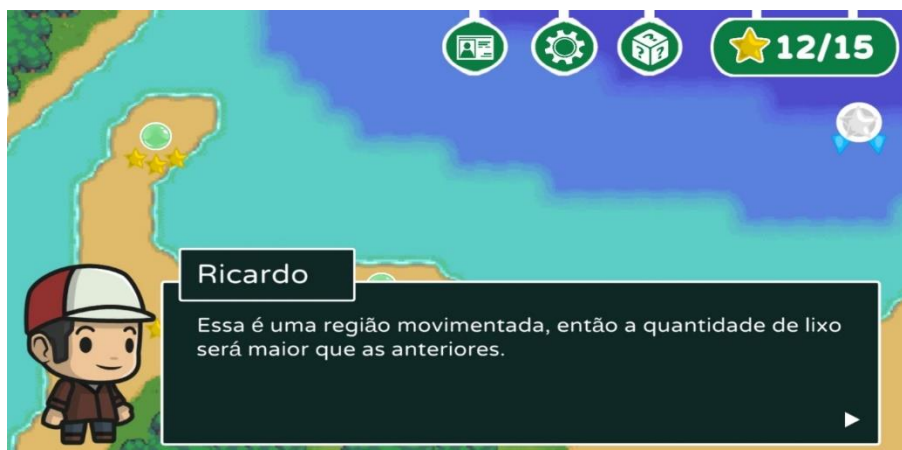 12/15
Ricardo
Essa é uma região movimentada, então a quantidade de lixo
será maior que as anteriores.